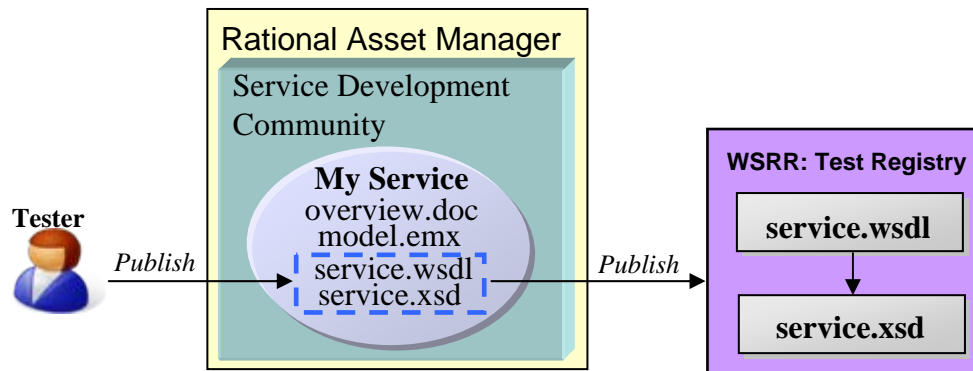 Rational Asset Manager
Service Development
Community
My Service
overview.doc
model.emx
service.wsdl
service.xsd
Tester
Publish
Publish
WSRR: Test Registry
service.wsdl
service.xsd